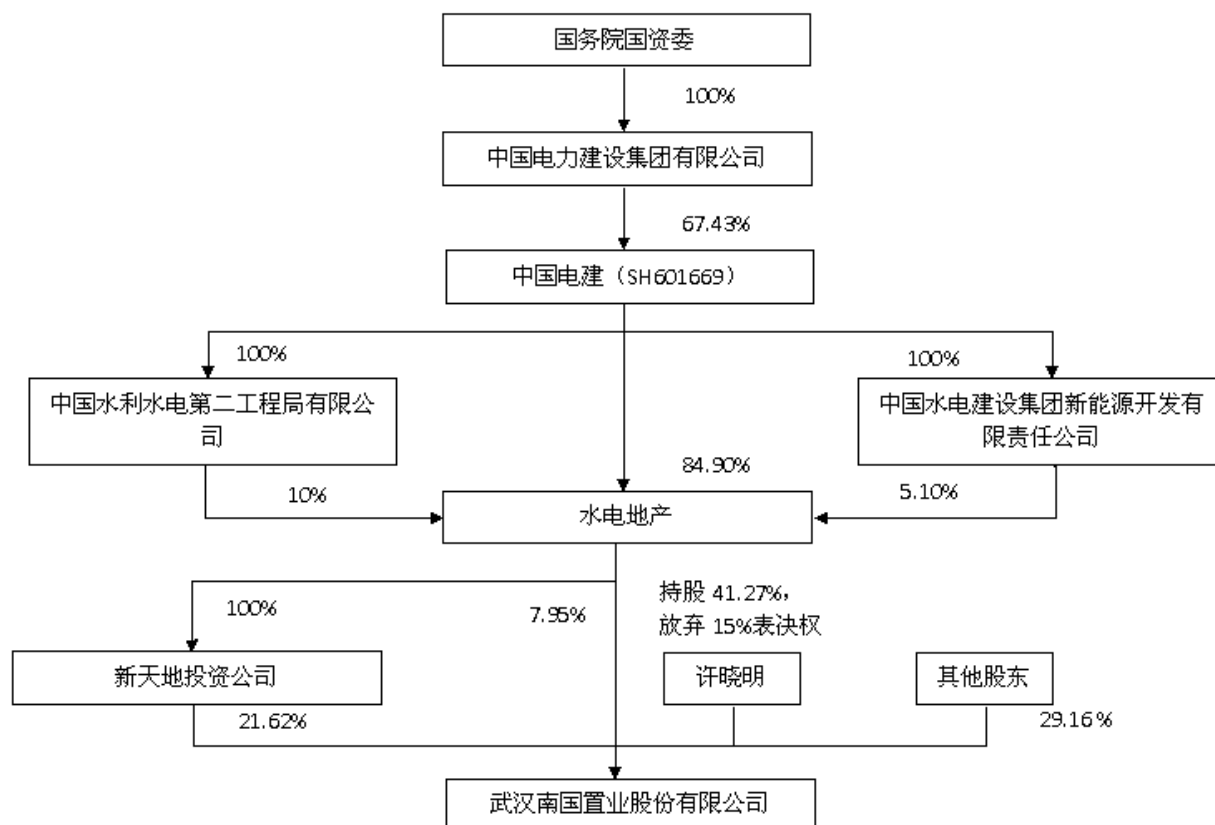 国务院国资委
100%
中国电力建设集团有限公司
67.43%
中国电建（SH601669）
100%
100%
中国水利水电第二工程局有限公
司
中国水电建设集团新能源开发有
限责任公司
84.90%
10%
5.10%
水电地产
持股 41.27%，
放弃 15%表决权
100%
7.95%
新天地投资公司
许晓明
其他股东
21.62%
29.16%
武汉南国置业股份有限公司